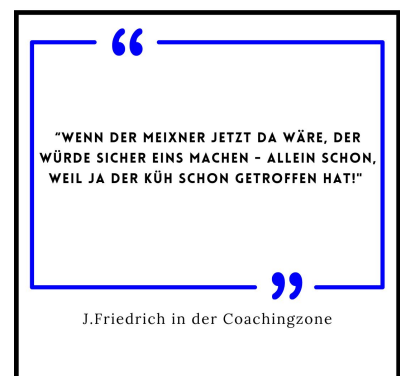 “WENN DER MEIXNER JETZT DA WÄRE, DER
WÜRDE SICHER EINS MACHEN - ALLEIN SCHON,
WEIL JA DER KÜH SCHON GETROFFEN HAT!"
J.Friedrich in der Coachingzone